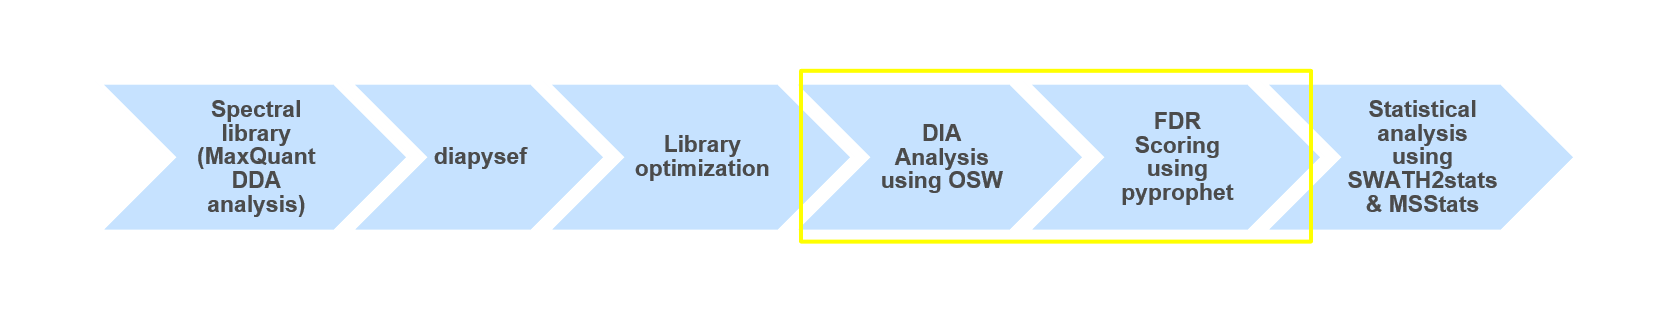 Spectral
library
(MaxQuant
DDA
analysis)
diapysef
Library
optimization
DIA
Analysis
using OSW
FDR
Scoring
using
pyprophet
Statistical
analysis
using
SWATH2stats
& MSStats